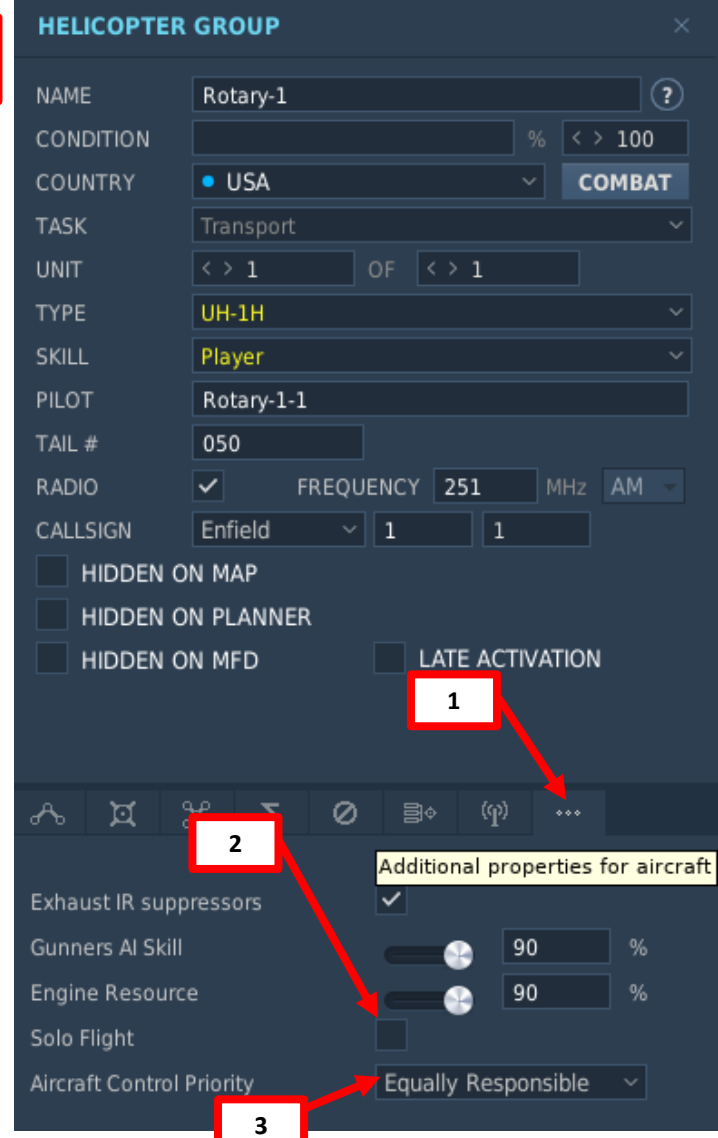 HELICOPTER GROUP ×
NAME Rotary-1 ?
CONDITION % < > 100
COUNTRY USA COMBAT
TASK Transport
UNIT < > 1 OF < > 1
TYPE UH-1H
SKILL Player
PILOT Rotary-1-1
TAIL # 050
RADIO FREQUENCY 251 MHz AM
CALLSIGN Enfield 1 1
HIDDEN ON MAP
HIDDEN ON PLANNER
HIDDEN ON MFD LATE ACTIVATION
1
2
Additional properties for aircraft
Exhaust IR suppressors
Gunners AI Skill 90 %
Engine Resource 90 %
Solo Flight
Aircraft Control Priority Equally Responsible
3